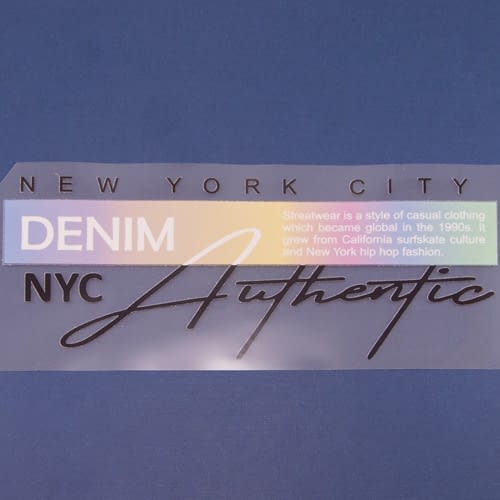 NEW YORK CITY
DENIM
Streetwear is a style of casual clothing
which became global in the 1990s. It
grew from California surfskate culture
and New York hip hop fashion.
NYC Authentic